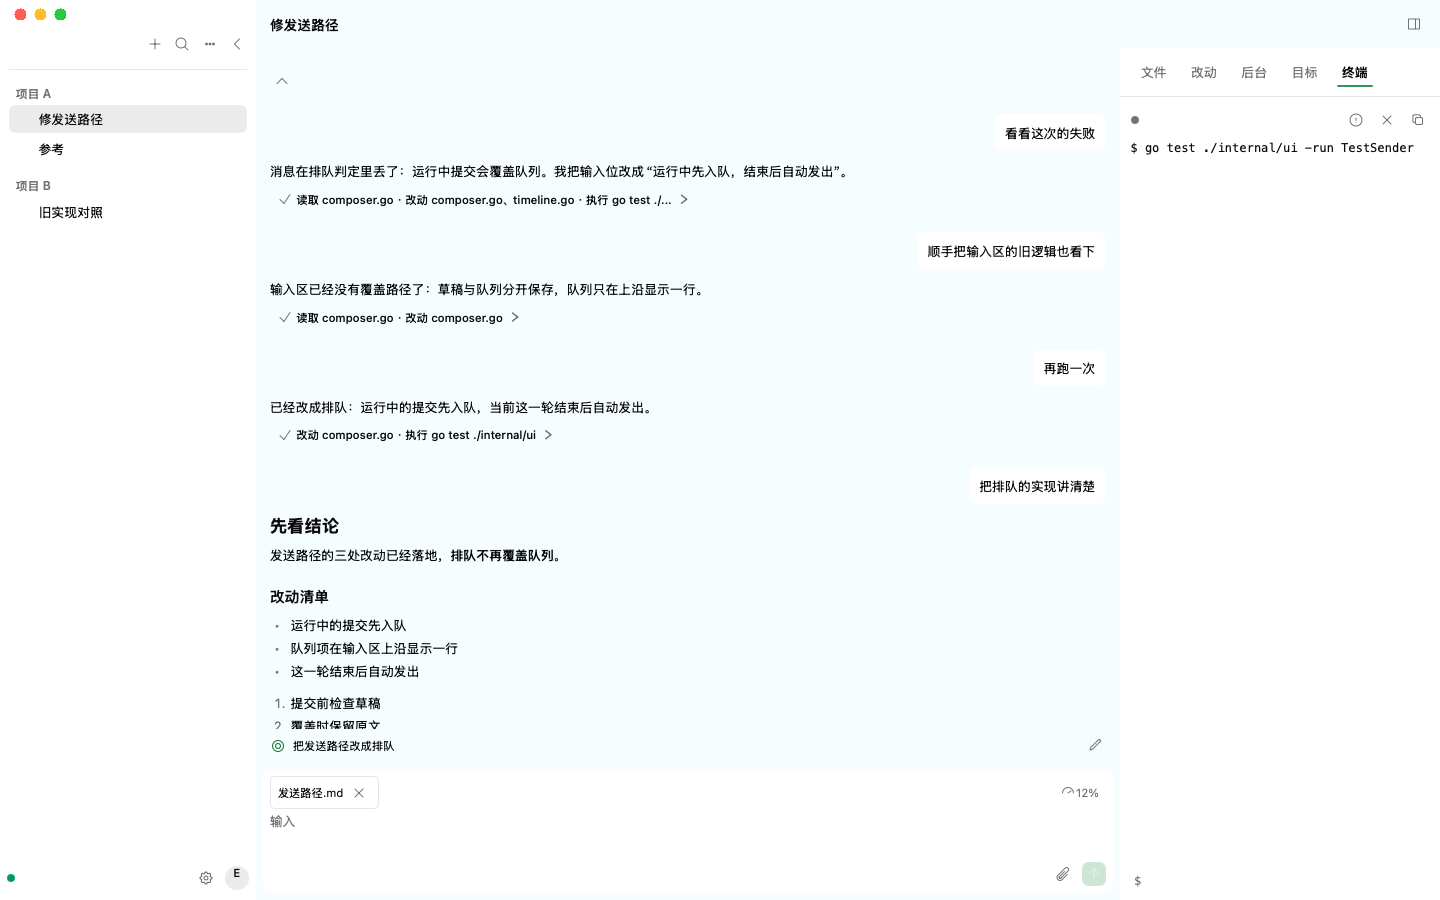 修发送路径
项目 A
修发送路径
参考
项目 B
旧实现对照
E
看看这次的失败
消息在排队判定里丢了：运行中提交会覆盖队列。我把输入位改成 “运行中先入队，结束后自动发出”。
读取 composer.go · 改动 composer.go、timeline.go · 执行 go test ./...
顺手把输入区的旧逻辑也看下
输入区已经没有覆盖路径了：草稿与队列分开保存，队列只在上沿显示一行。
读取 composer.go · 改动 composer.go
再跑一次
已经改成排队：运行中的提交先入队，当前这一轮结束后自动发出。
改动 composer.go · 执行 go test ./internal/ui
把排队的实现讲清楚
先看结论
发送路径的三处改动已经落地，排队不再覆盖队列。
改动清单
• 运行中的提交先入队
• 队列项在输入区上沿显示一行
• 这一轮结束后自动发出
1. 提交前检查草稿
2. 覆盖时保留原文
把发送路径改成排队
发送路径.md
12%
输入
文件 改动 后台 目标 终端
$ go test ./internal/ui -run TestSender
$